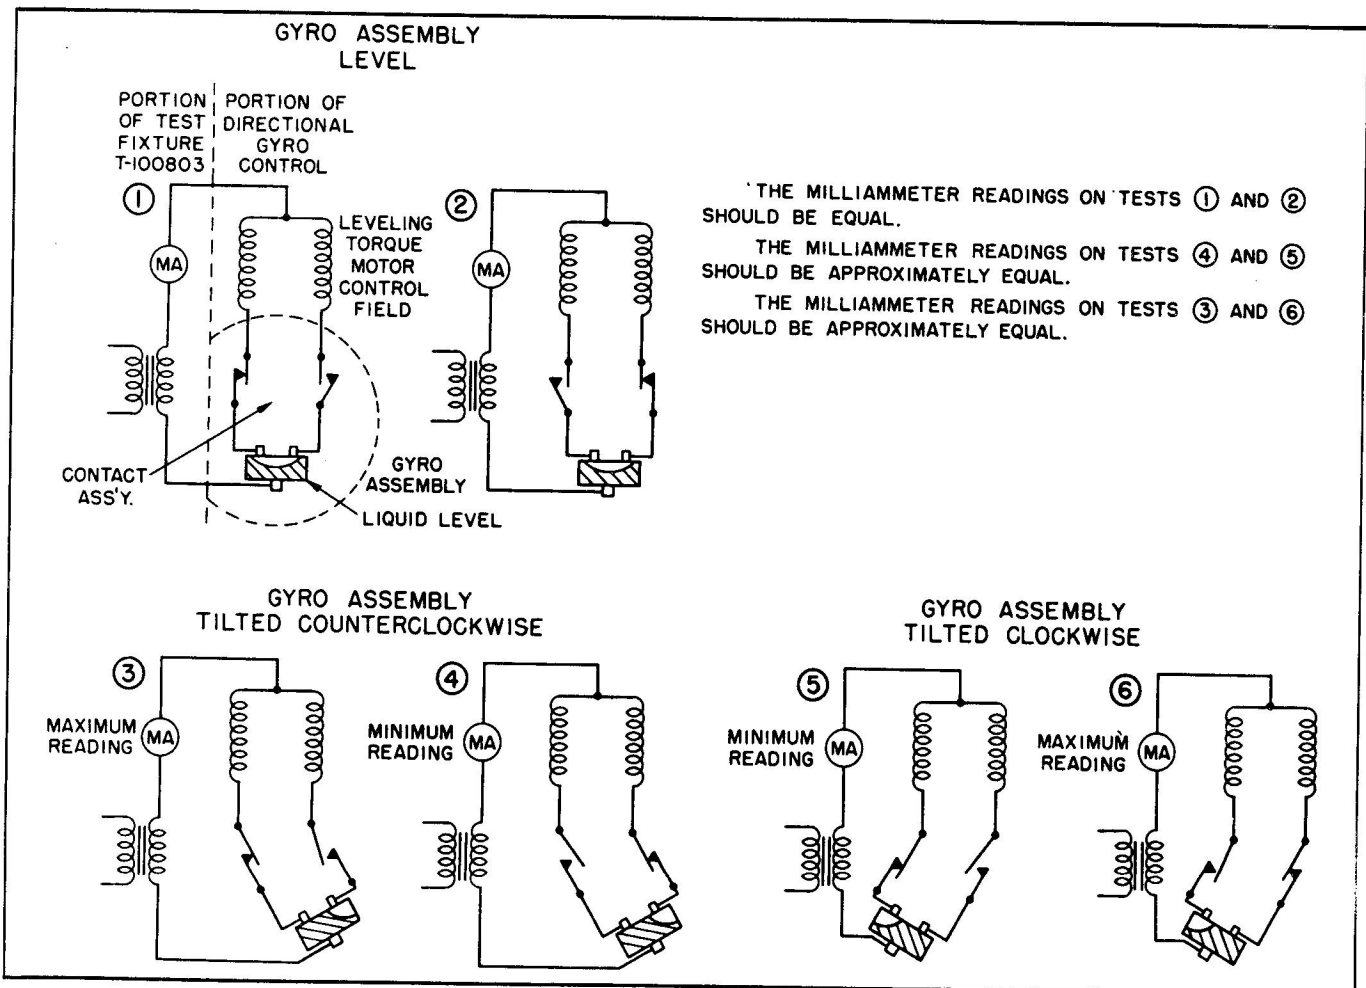 GYRO ASSEMBLY
LEVEL
PORTION
OF TEST
FIXTURE
T-100803
PORTION OF
DIRECTIONAL
GYRO
CONTROL
①
MA
LEVELING
TORQUE
MOTOR
CONTROL
FIELD
CONTACT
ASS'Y.
GYRO
ASSEMBLY
LIQUID LEVEL
②
MA
THE MILLIAMMETER READINGS ON TESTS ① AND ②
SHOULD BE EQUAL.
THE MILLIAMMETER READINGS ON TESTS ④ AND ⑤
SHOULD BE APPROXIMATELY EQUAL.
THE MILLIAMMETER READINGS ON TESTS ③ AND ⑥
SHOULD BE APPROXIMATELY EQUAL.
GYRO ASSEMBLY
TILTED COUNTERCLOCKWISE
③
MAXIMUM
READING
MA
④
MINIMUM
READING
MA
GYRO ASSEMBLY
TILTED CLOCKWISE
⑤
MINIMUM
READING
MA
⑥
MAXIMUM
READING
MA